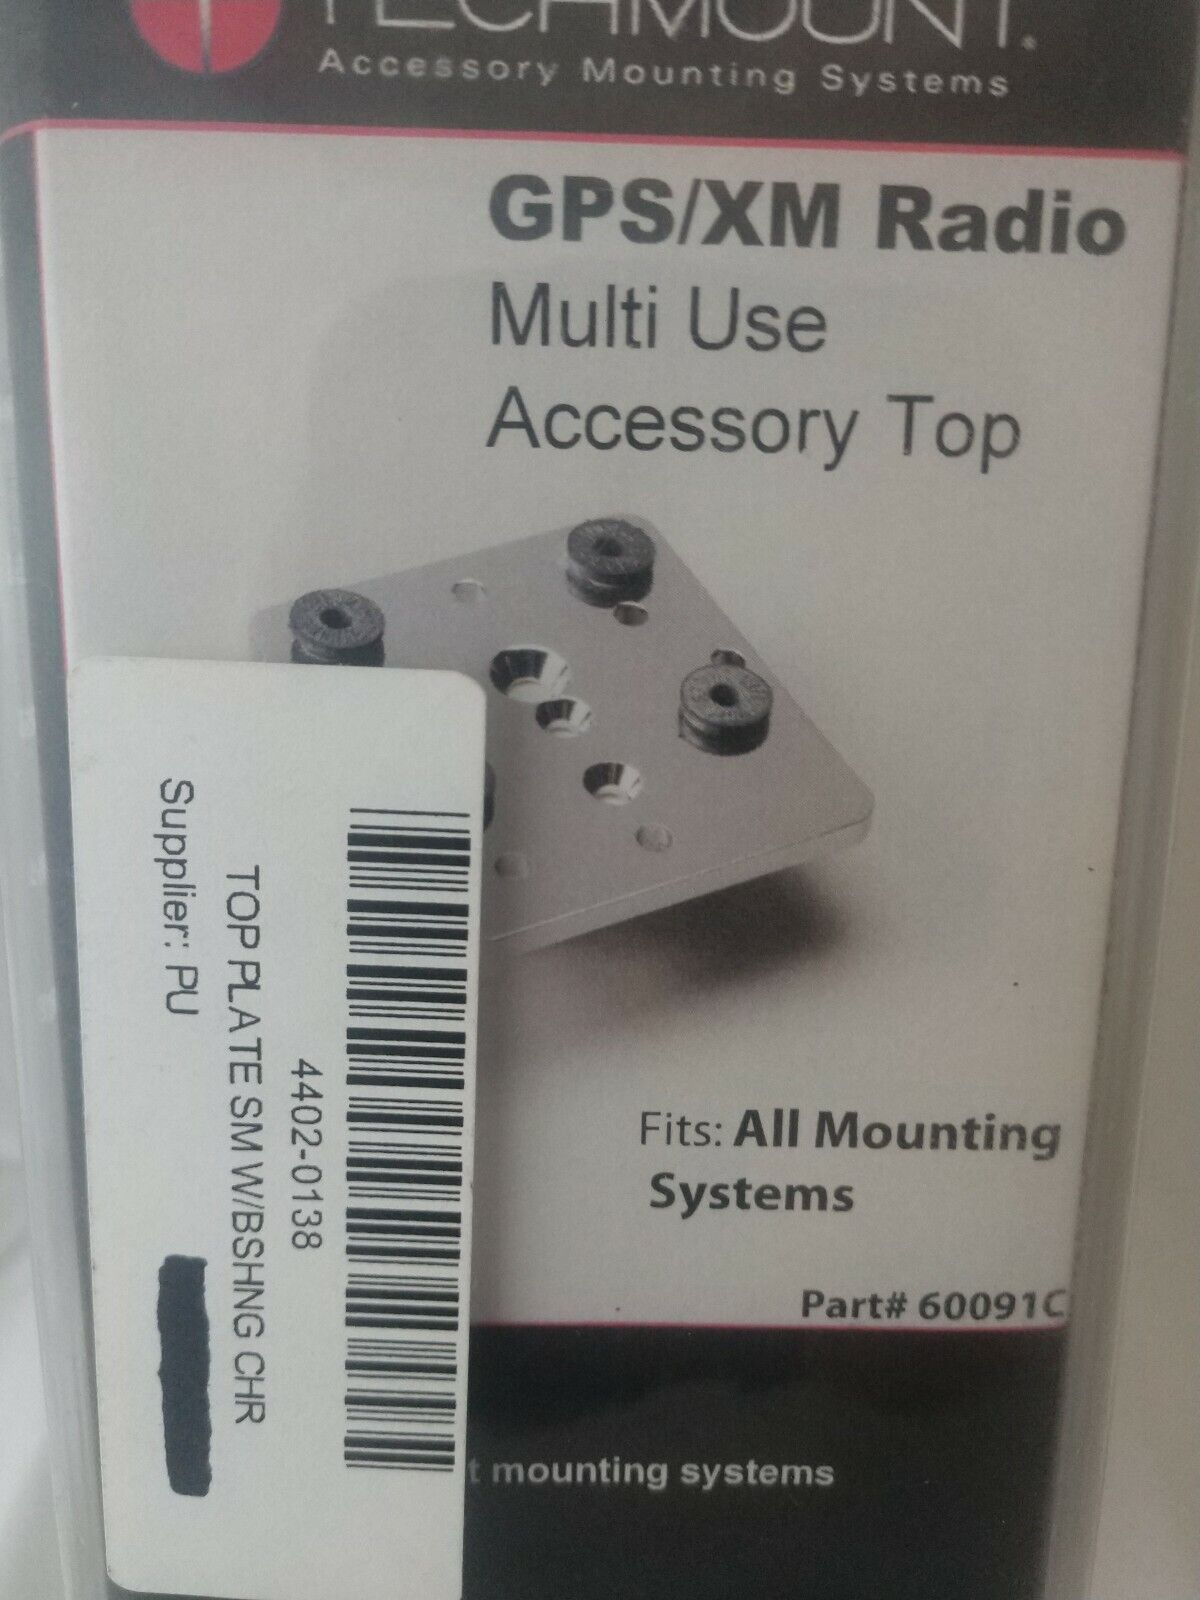 TECHMOUNT®
Accessory Mounting Systems
GPS/XM Radio
Multi Use
Accessory Top
Fits: All Mounting
Systems
Part# 60091C
t mounting systems
4402-0138
TOP PLATE SM W/BSHNG CHR
Supplier: PU